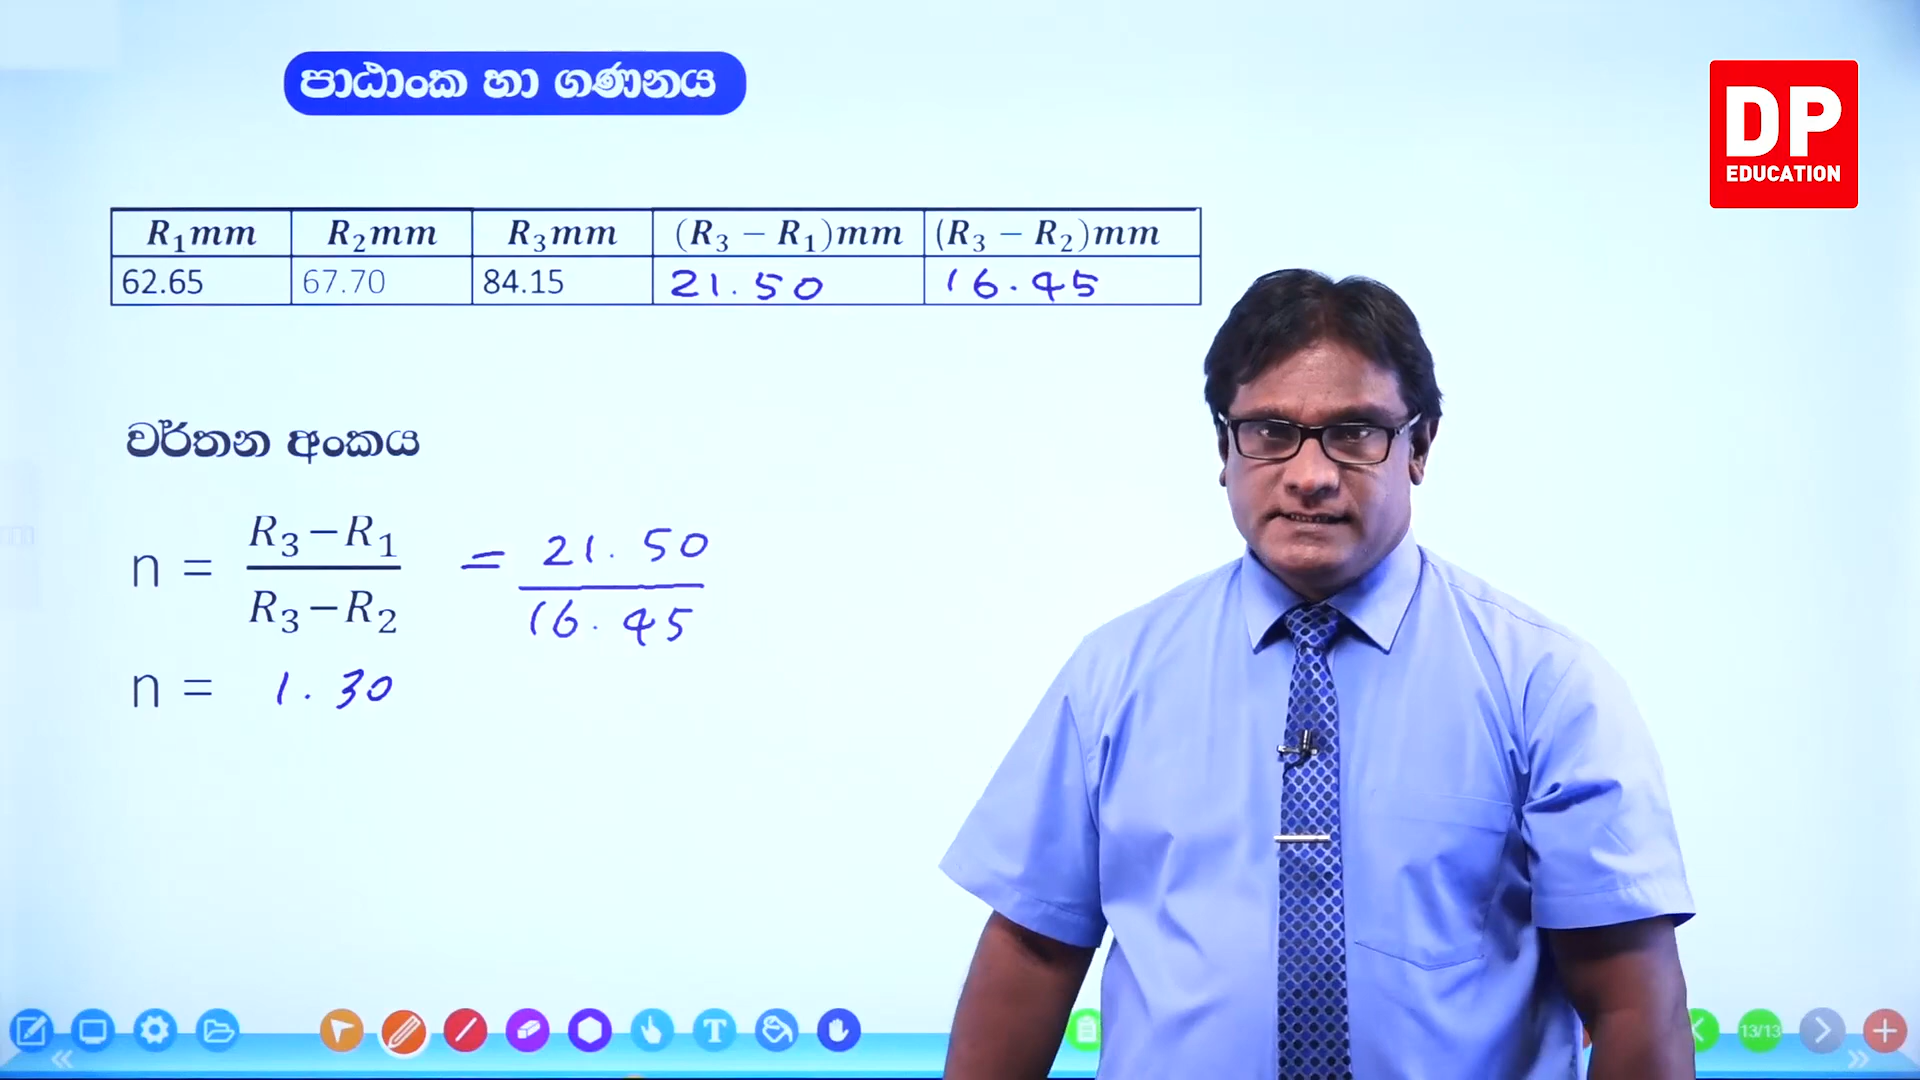 පාඨාංක හා ගණනය
DP
EDUCATION
R₁mm R₂mm R₃mm (R₃ − R₁)mm (R₃ − R₂)mm
62.65 67.70 84.15 21.50 16.45
වර්තන අංකය
n = R₃−R₁ / R₃−R₂ = 21.50 / 16.45
n = 1.30
T
13/13